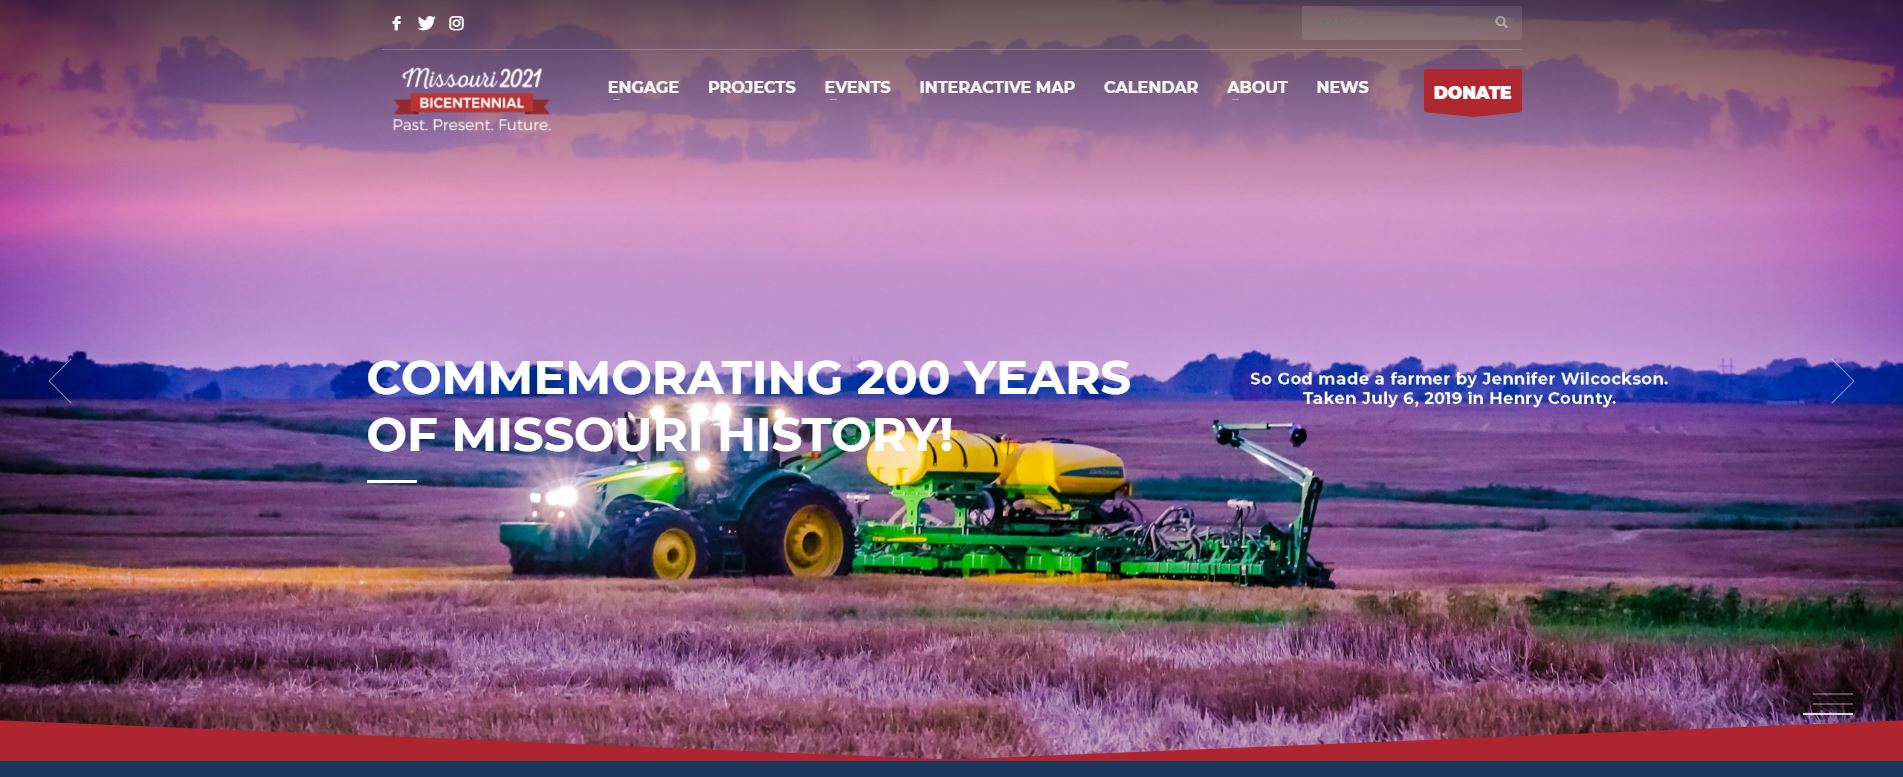 Missouri 2021
BICENTENNIAL
Past. Present. Future.
ENGAGE PROJECTS EVENTS INTERACTIVE MAP CALENDAR ABOUT NEWS
DONATE
COMMEMORATING 200 YEARS
OF MISSOURI HISTORY!
So God made a farmer by Jennifer Wilcockson.
Taken July 6, 2019 in Henry County.